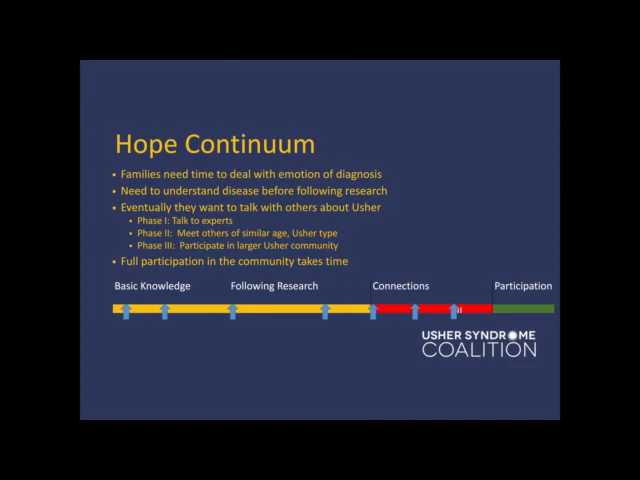 Hope Continuum
• Families need time to deal with emotion of diagnosis
• Need to understand disease before following research
• Eventually they want to talk with others about Usher
• Phase I: Talk to experts
• Phase II: Meet others of similar age, Usher type
• Phase III: Participate in larger Usher community
• Full participation in the community takes time
Basic Knowledge Following Research Connections Participation
USHER SYNDROME
COALITION